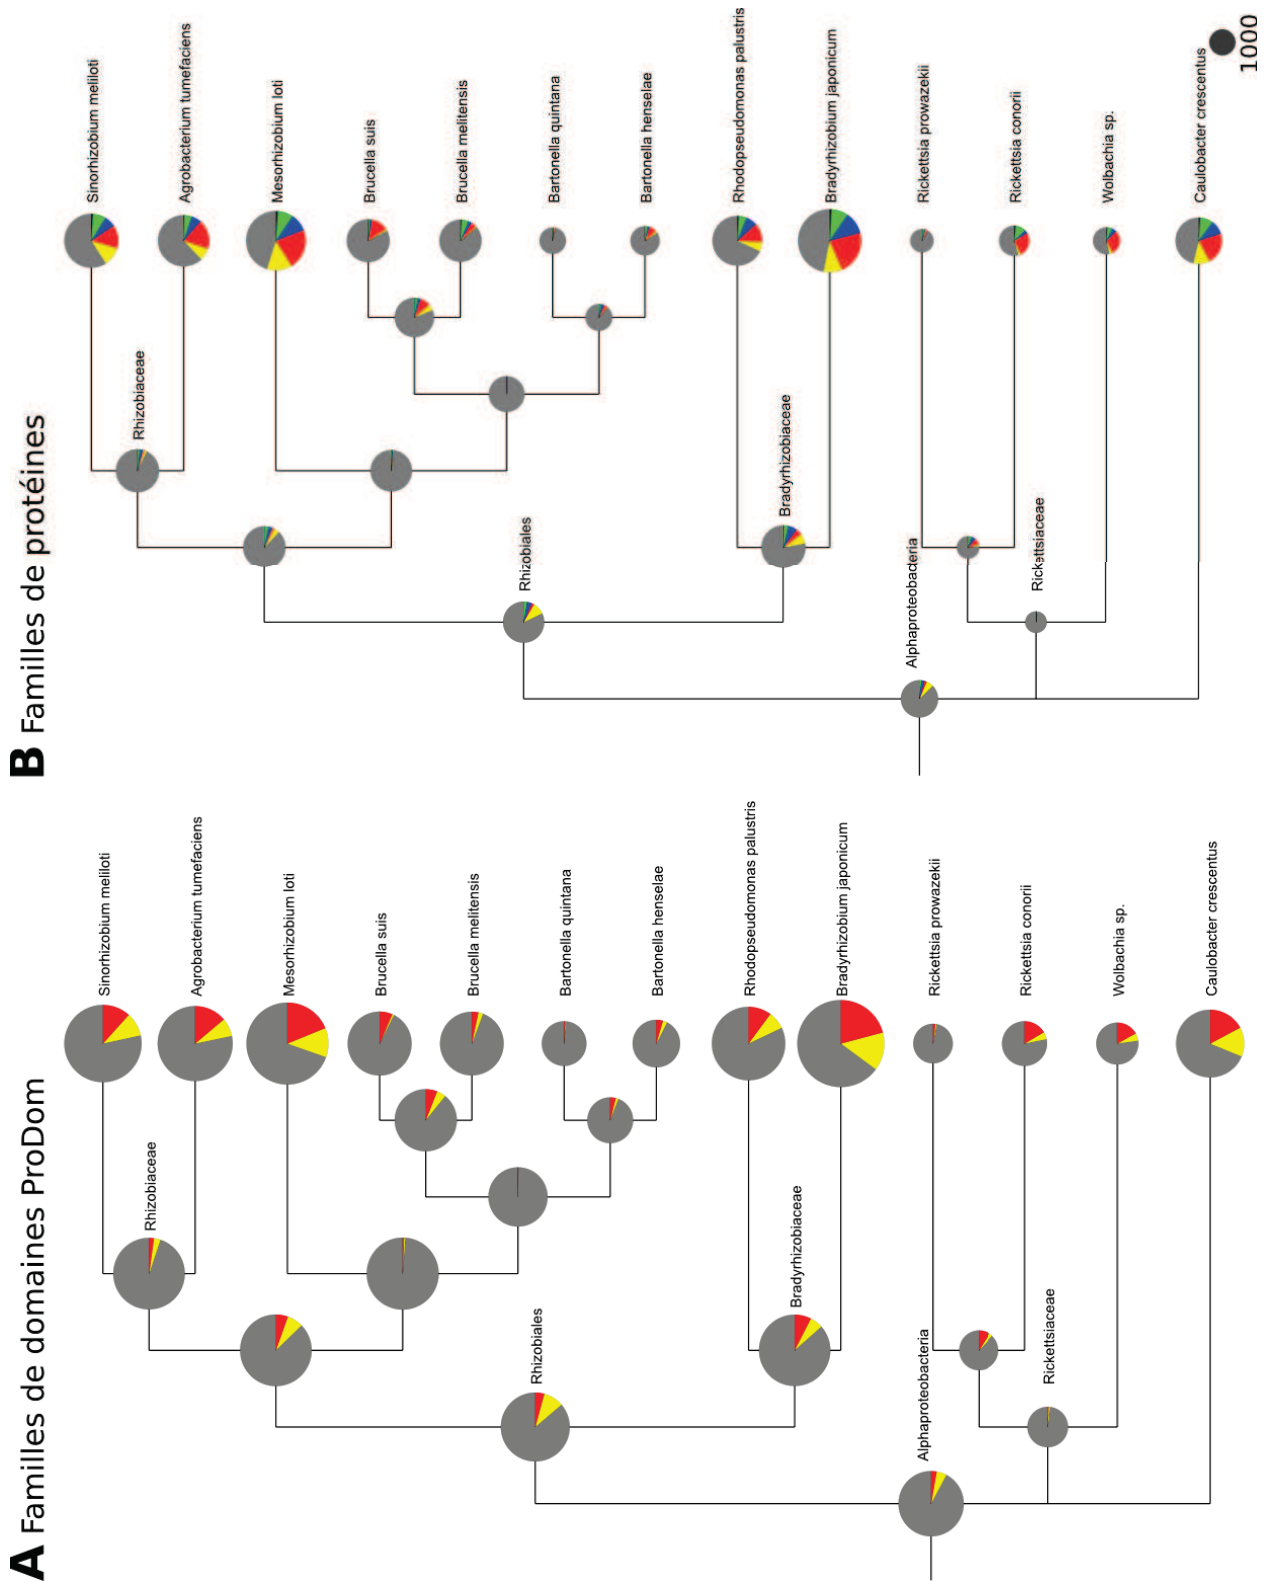 A Familles de domaines ProDom
Sinorhizobium meliloti
Agrobacterium tumefaciens
Rhizobiaceae
Mesorhizobium loti
Brucella suis
Brucella melitensis
Bartonella quintana
Bartonella henselae
Rhizobiales
Rhodopseudomonas palustris
Bradyrhizobiaceae
Bradyrhizobium japonicum
Alphaproteobacteria
Rickettsia prowazekii
Rickettsia conorii
Rickettsiaceae
Wolbachia sp.
Caulobacter crescentus
B Familles de protéines
Sinorhizobium meliloti
Agrobacterium tumefaciens
Rhizobiaceae
Mesorhizobium loti
Brucella suis
Brucella melitensis
Bartonella quintana
Bartonella henselae
Rhizobiales
Rhodopseudomonas palustris
Bradyrhizobiaceae
Bradyrhizobium japonicum
Alphaproteobacteria
Rickettsia prowazekii
Rickettsia conorii
Rickettsiaceae
Wolbachia sp.
Caulobacter crescentus
1000